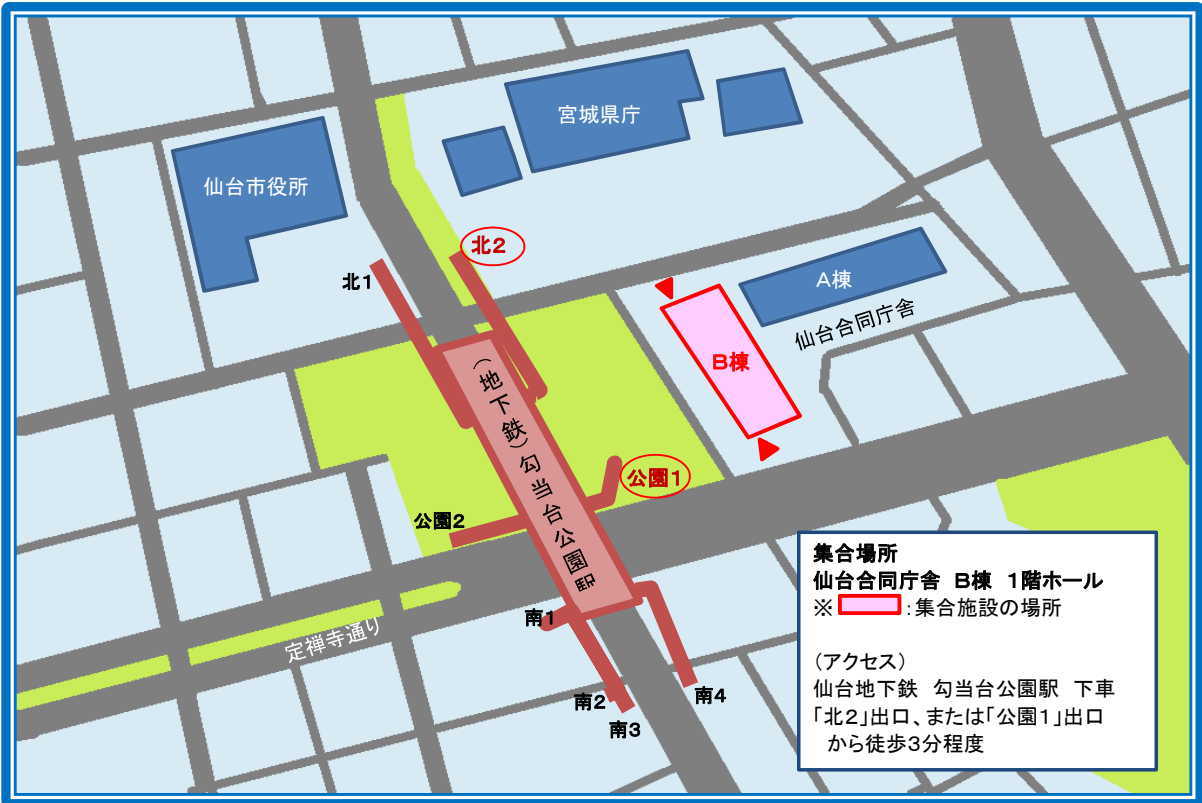 宮城県庁
仙台市役所
北2
北1
A棟
仙台合同庁舎
B棟
(地下鉄)勾当台公園駅
公園1
公園2
南1
定禅寺通り
南2
南3
南4
集合場所
仙台合同庁舎 B棟 1階ホール
※ :集合施設の場所
(アクセス)
仙台地下鉄 勾当台公園駅 下車
「北2」出口、または「公園1」出口
から徒歩3分程度